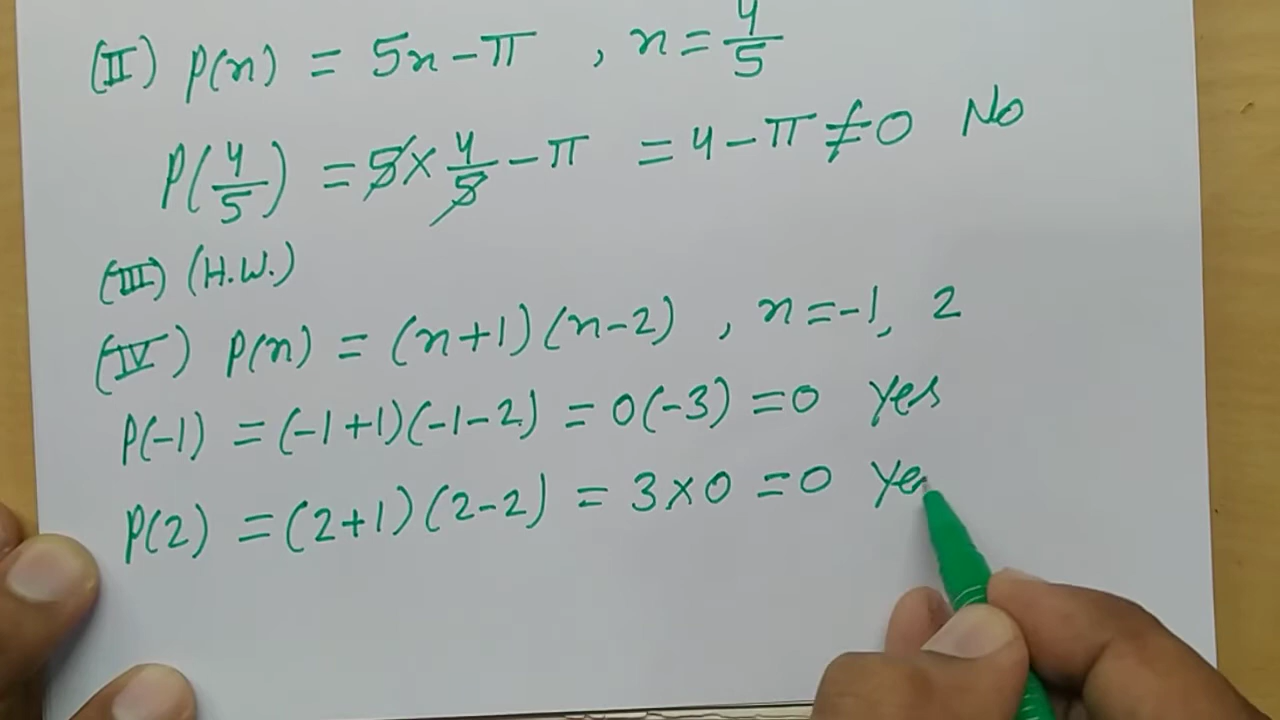 (II) P(x) = 5x-π , x = 4/5
P(4/5) = 5×4/5-π = 4-π ≠0 No
(III) (H.W.)
(IV) P(x) = (x+1)(x-2) , x=-1, 2
P(-1) = (-1+1)(-1-2) = 0(-3) =0 Yes
P(2) = (2+1)(2-2) = 3×0 =0 Yes